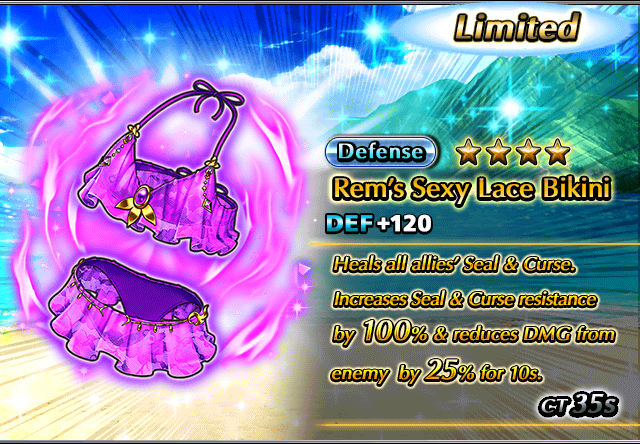 Limited
Defense
Rem's Sexy Lace Bikini
DEF+120
Heals all allies' Seal & Curse.
Increases Seal & Curse resistance
by 100% & reduces DMG from
enemy by 25% for 10s.
CT 35s